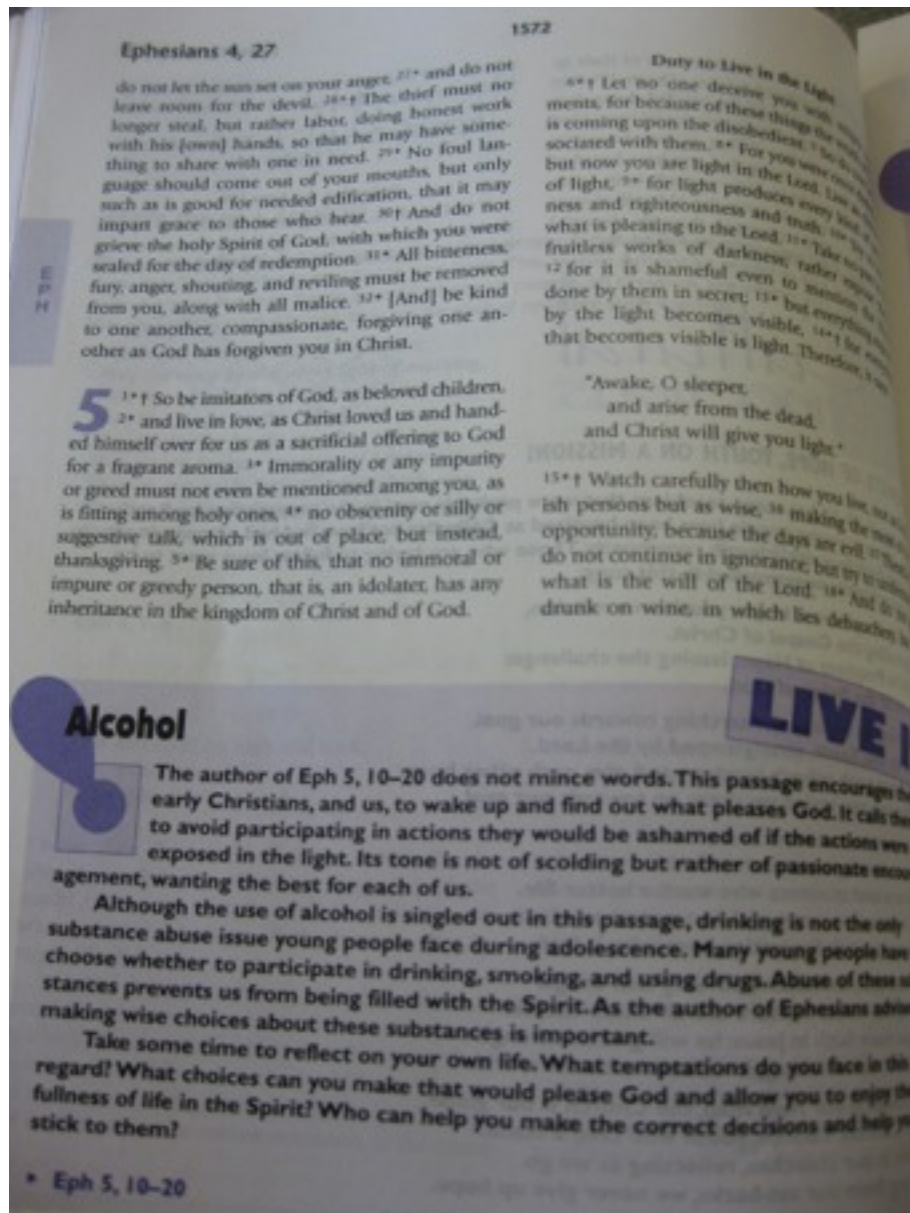 1572
Ephesians 4, 27
do not let the sun set on your anger, 27* and do not
leave room for the devil. 28*† The thief must no
longer steal, but rather labor, doing honest work
with his [own] hands, so that he may have some-
thing to share with one in need. 29* No foul lan-
guage should come out of your mouths, but only
such as is good for needed edification, that it may
impart grace to those who hear. 30† And do not
grieve the holy Spirit of God, with which you were
sealed for the day of redemption. 31* All bitterness,
fury, anger, shouting, and reviling must be removed
from you, along with all malice. 32* [And] be kind
to one another, compassionate, forgiving one an-
other as God has forgiven you in Christ.
E
P
H
5 1*† So be imitators of God, as beloved children,
2* and live in love, as Christ loved us and hand-
ed himself over for us as a sacrificial offering to God
for a fragrant aroma. 3* Immorality or any impurity
or greed must not even be mentioned among you, as
is fitting among holy ones, 4* no obscenity or silly or
suggestive talk, which is out of place, but instead,
thanksgiving. 5* Be sure of this, that no immoral or
impure or greedy person, that is, an idolater, has any
inheritance in the kingdom of Christ and of God.
Duty to Live in the Light
6*† Let no one deceive you with
ments, for because of these things the
is coming upon the disobedient. 7 So
sociated with them. 8* For you were once
but now you are light in the Lord. Live
of light, 9* for light produces every kind
ness and righteousness and truth. 10*
what is pleasing to the Lord. 11* Take no
fruitless works of darkness; rather expose
12 for it is shameful even to mention the
done by them in secret; 13* but everything
by the light becomes visible, 14*† for
that becomes visible is light. Therefore, it
"Awake, O sleeper,
and arise from the dead,
and Christ will give you light."
15*† Watch carefully then how you live, not
ish persons but as wise, 16 making the
opportunity, because the days are evil. 17
do not continue in ignorance, but try to
what is the will of the Lord. 18* And do
drunk on wine, in which lies debauchery,
LIVE
Alcohol
The author of Eph 5, 10–20 does not mince words. This passage encourages
early Christians, and us, to wake up and find out what pleases God. It calls
to avoid participating in actions they would be ashamed of if the actions were
exposed in the light. Its tone is not of scolding but rather of passionate encour
agement, wanting the best for each of us.
Although the use of alcohol is singled out in this passage, drinking is not the only
substance abuse issue young people face during adolescence. Many young people have
choose whether to participate in drinking, smoking, and using drugs. Abuse of these
stances prevents us from being filled with the Spirit. As the author of Ephesians
making wise choices about these substances is important.
Take some time to reflect on your own life. What temptations do you face in this
regard? What choices can you make that would please God and allow you to enjoy the
fullness of life in the Spirit? Who can help you make the correct decisions and help
stick to them?
• Eph 5, 10–20